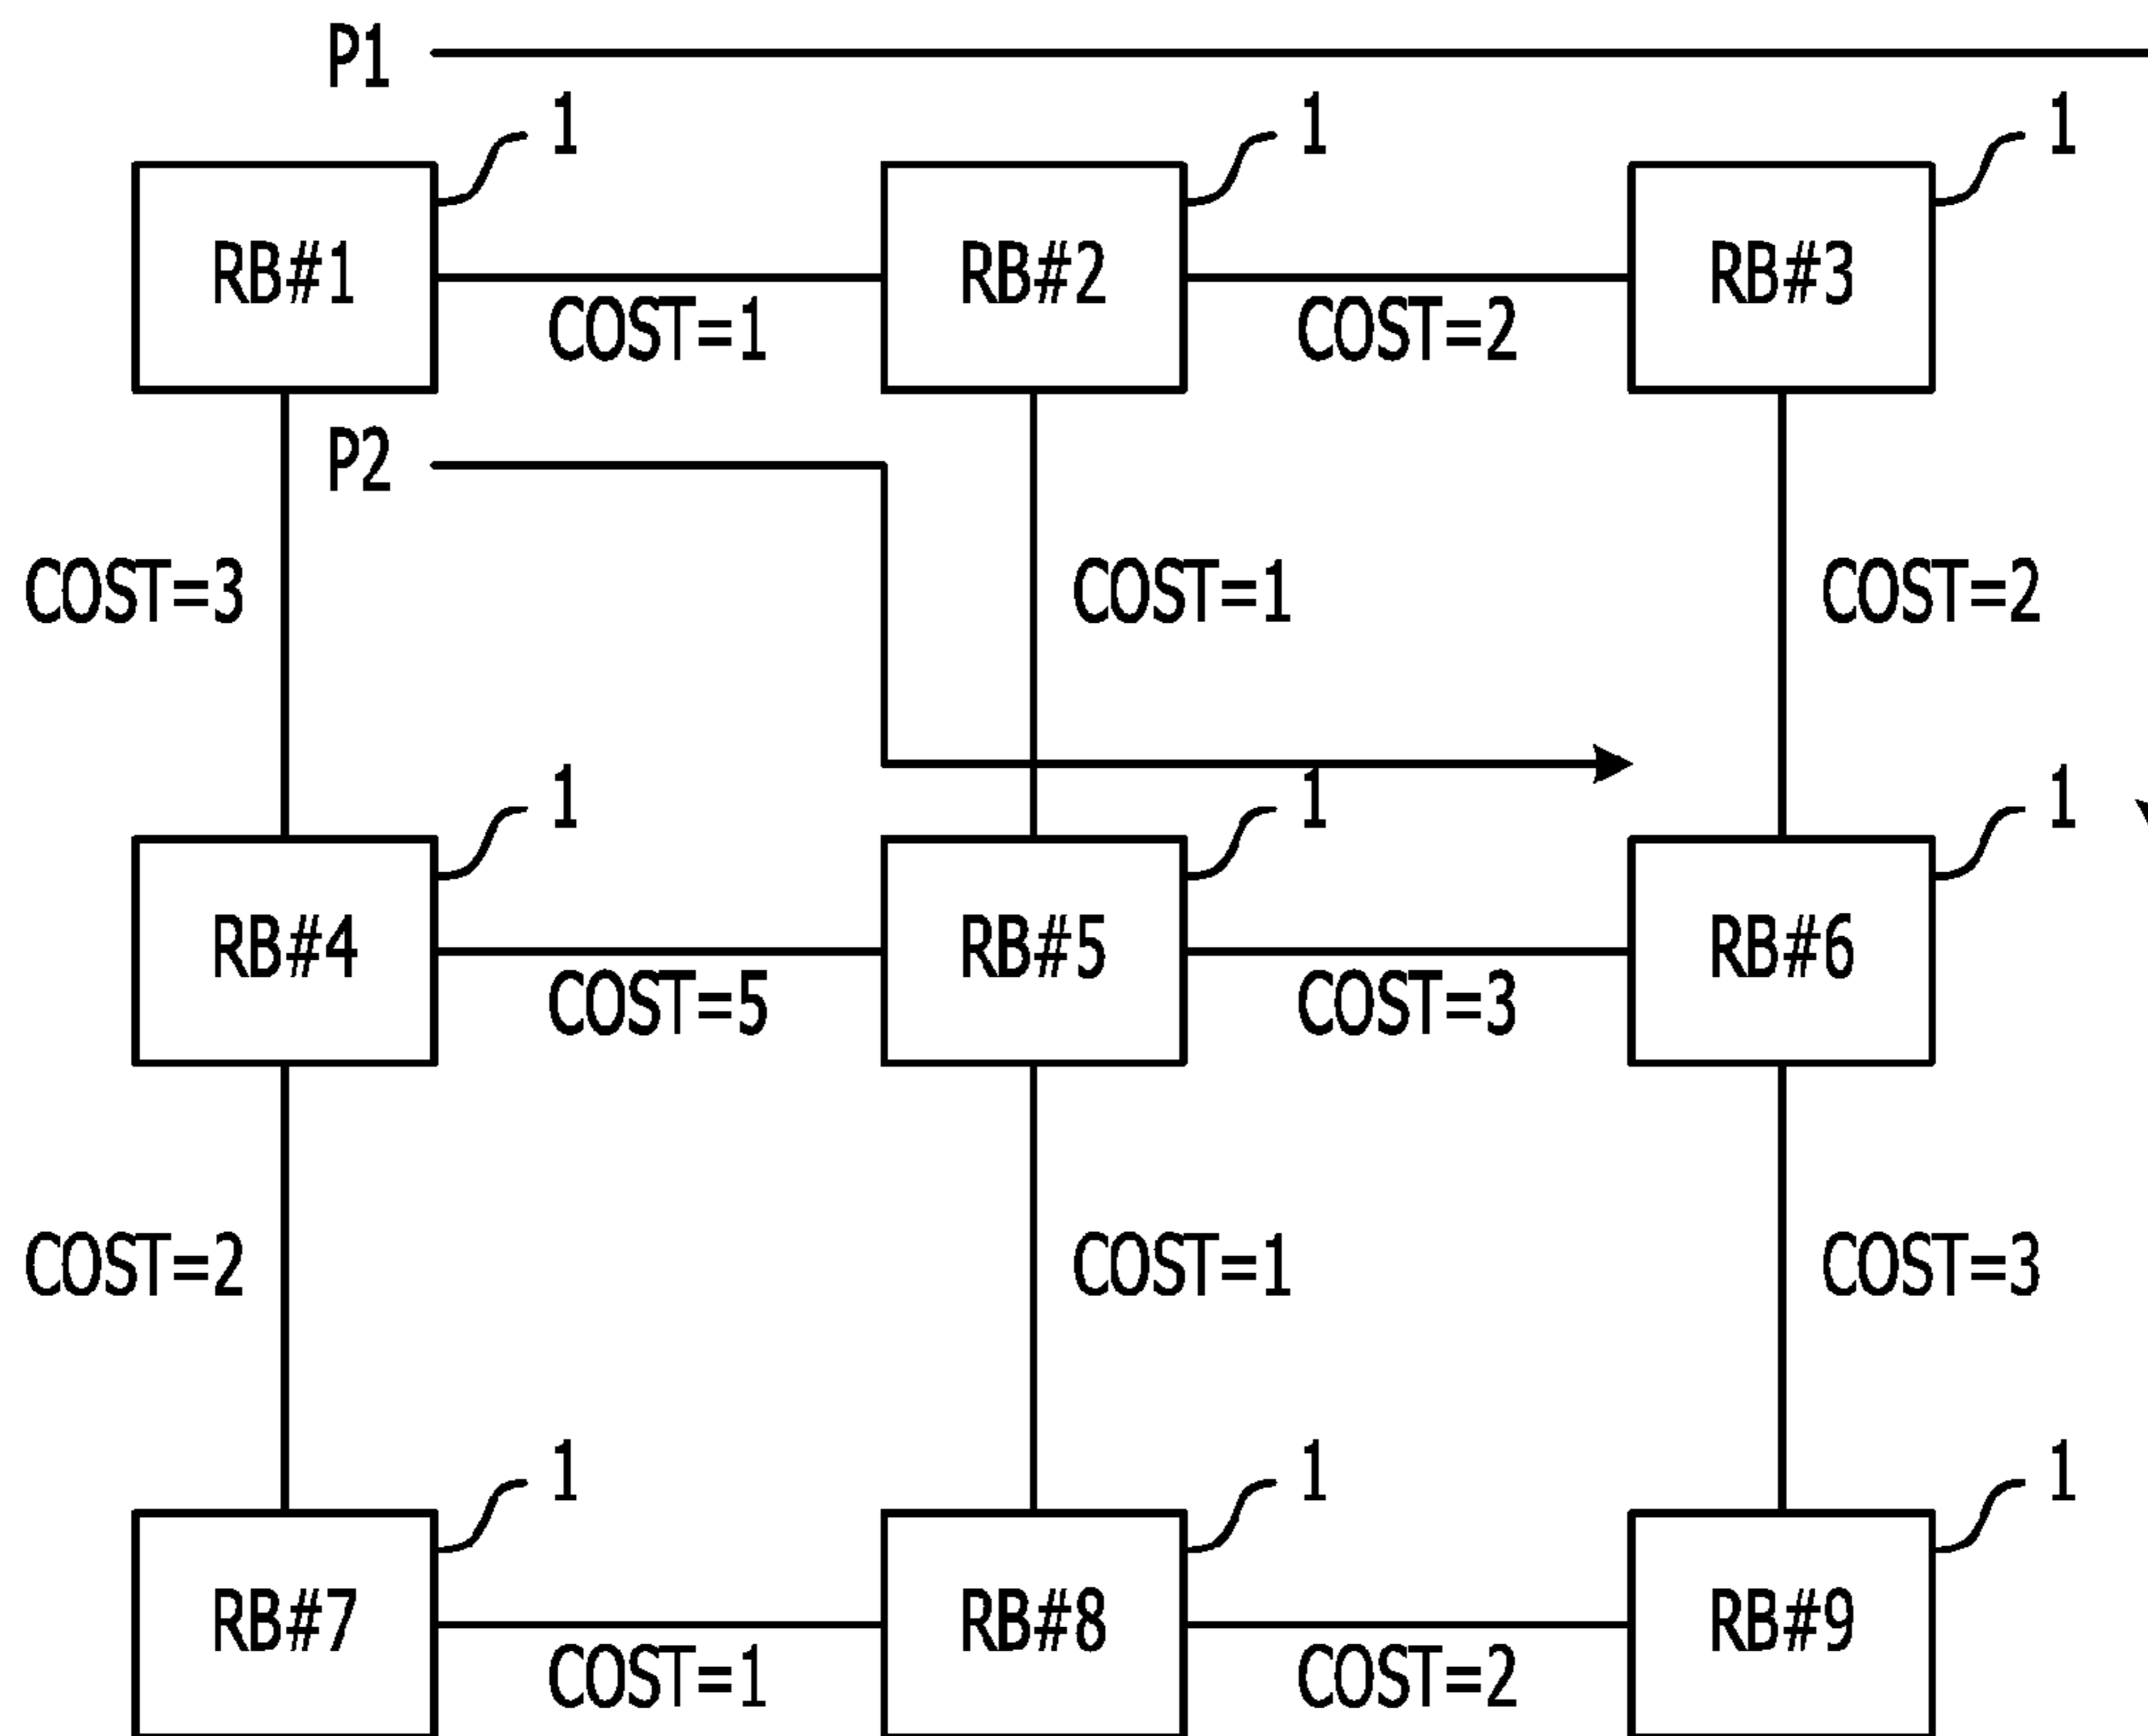 P1
1 1 1
RB#1 RB#2 RB#3
COST=1 COST=2
P2
COST=3 COST=1 COST=2
1 1 1
RB#4 RB#5 RB#6
COST=5 COST=3
COST=2 COST=1 COST=3
1 1 1
RB#7 RB#8 RB#9
COST=1 COST=2